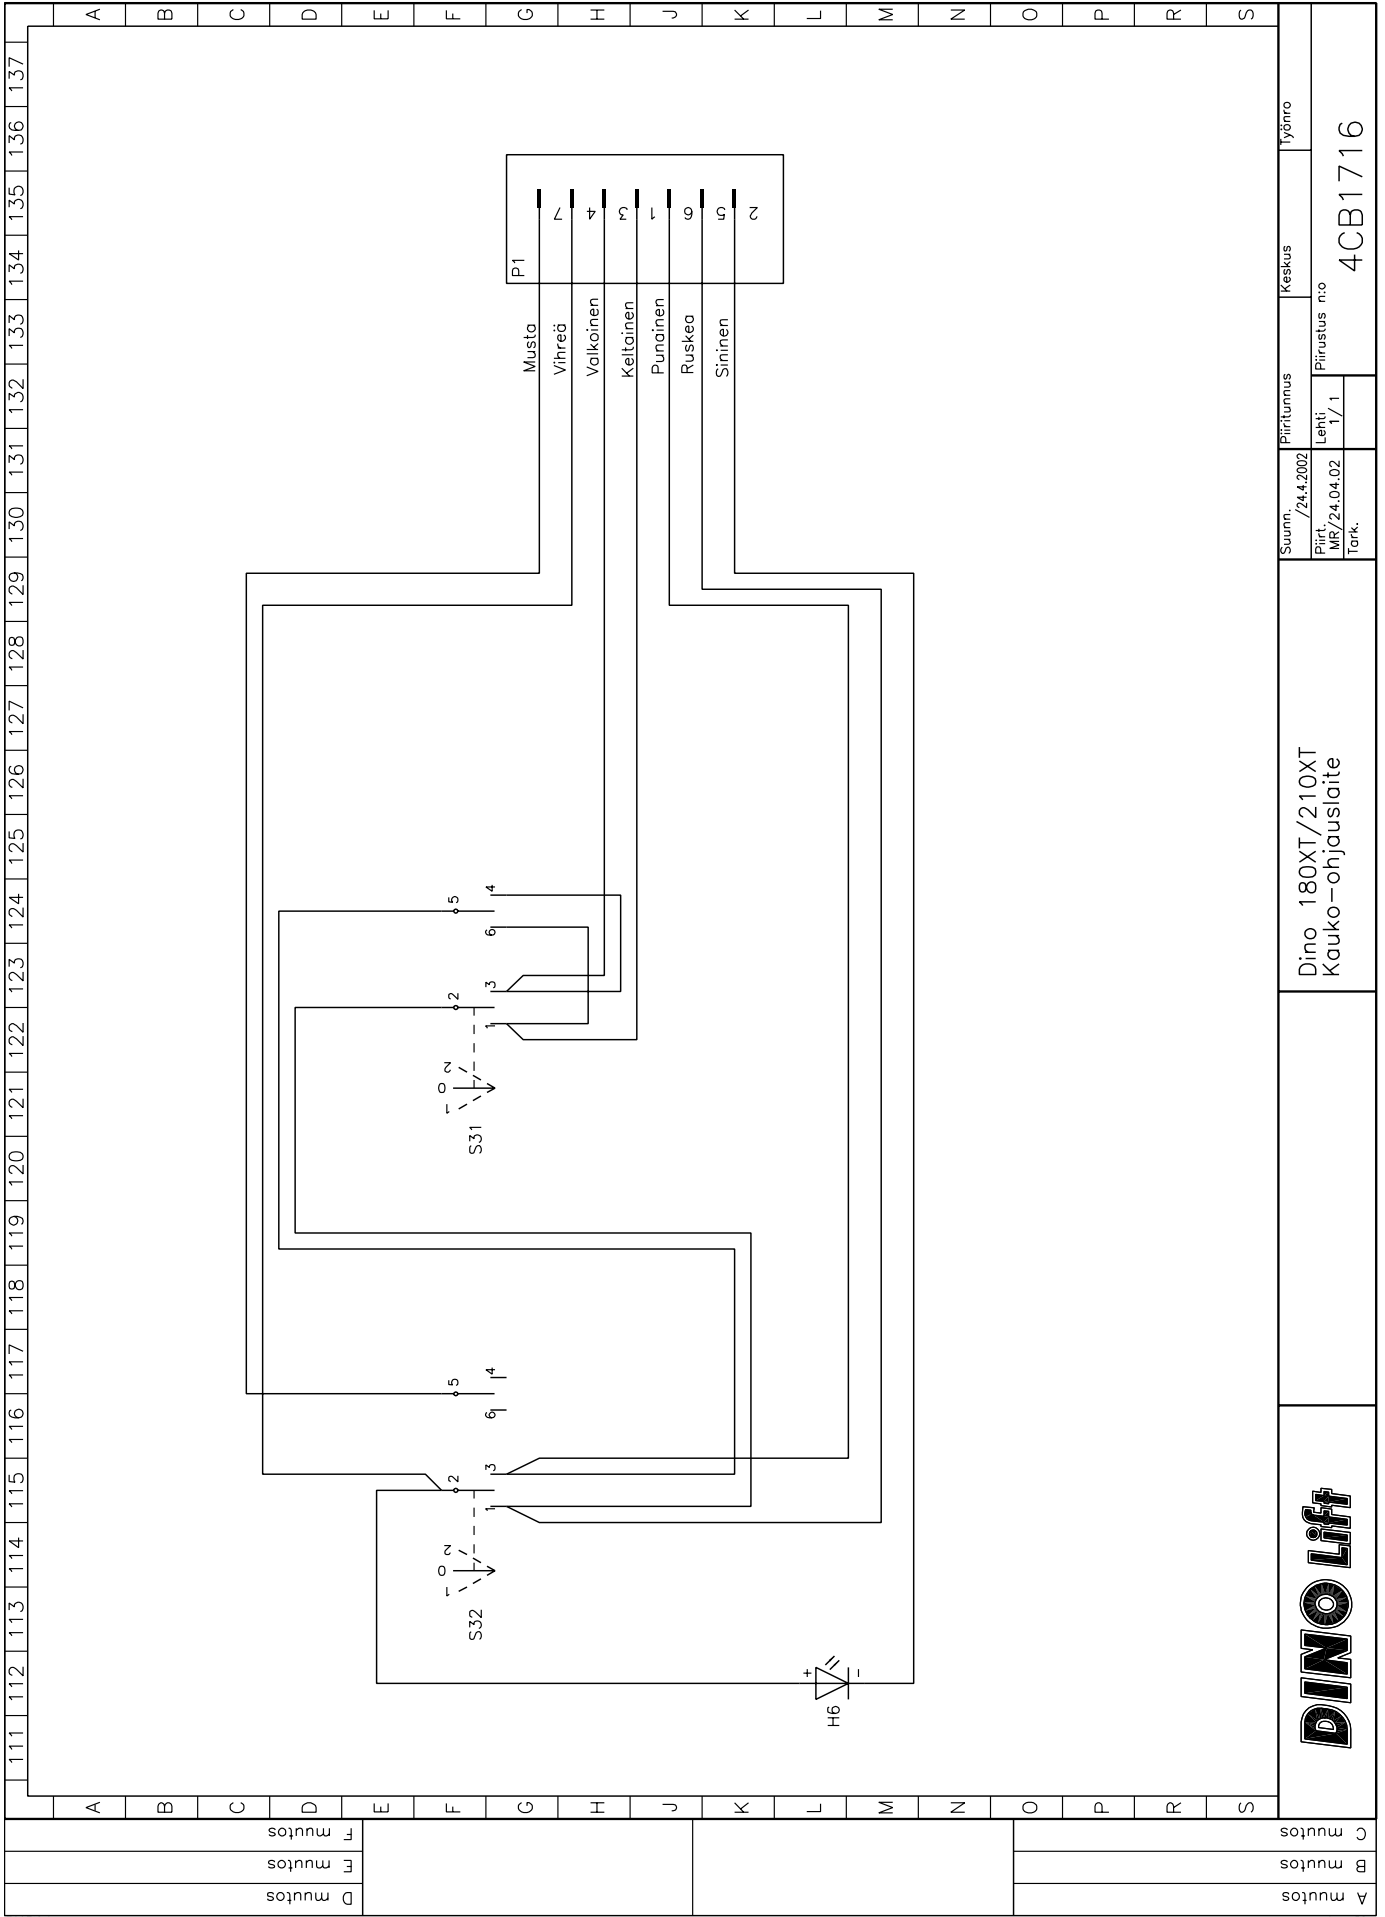 111 112 113 114 115 116 117 118 119 120 121 122 123 124 125 126 127 128 129 130 131 132 133 134 135 136 137
A
B
C
D
E
F
G
H
J
K
L
M
N
O
P
R
S
A
B
C
D
E
F
G
H
J
K
L
M
N
O
P
R
S
P1
Musta 7
Vihreä 4
Valkoinen 3
Keltainen 1
Punainen 6
Ruskea 5
Sininen 2
S32
1 0 2
2
5
1 3
6 4
S31
1 0 2
2
5
1 3
6 4
H6
+
-
DINO Lift
Dino 180XT/210XT
Kauko-ohjauslaite
Suunn.
/24.4.2002
Piirt.
MR/24.04.02
Tark.
Piiritunnus
Keskus
Työnro
Lehti
1/ 1
Piirustus n:o
4CB1716
A muutos
B muutos
C muutos
D muutos
E muutos
F muutos